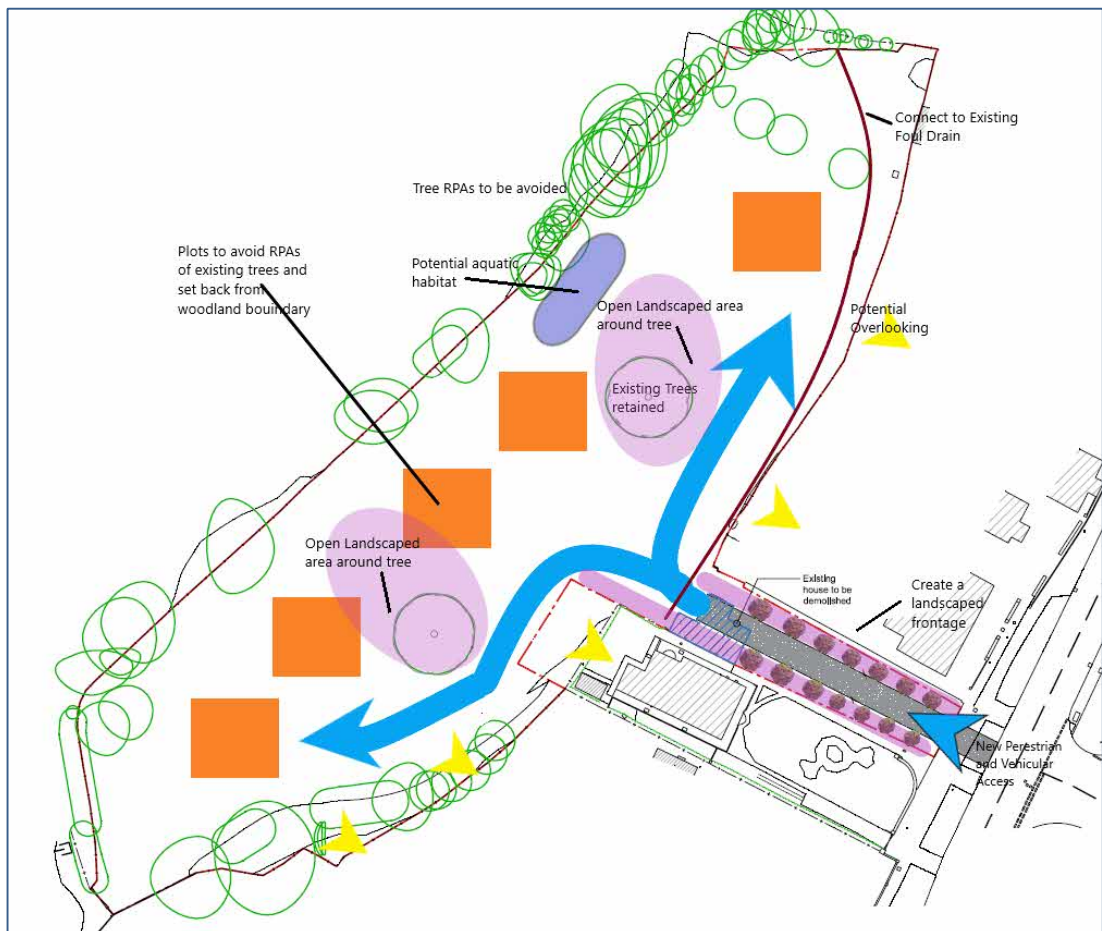 Connect to Existing
Foul Drain
Tree RPAs to be avoided
Plots to avoid RPAs
of existing trees and
set back from
woodland boundary
Potential aquatic
habitat
Open Landscaped area
around tree
Potential
Overlooking
Existing Trees
retained
Open Landscaped
area around tree
Existing
house to be
demolished
Create a
landscaped
frontage
New Perestrian
and Vehicular
Access